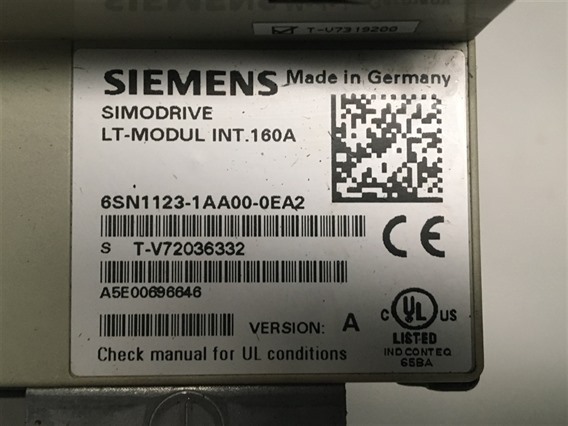 T-V7319200
SIEMENS Made in Germany
SIMODRIVE
LT-MODUL INT.160A
6SN1123-1AA00-0EA2
S T-V72036332
CE
A5E00696646
VERSION: A
C UL US
LISTED
IND.CONT.EQ
65BA
Check manual for UL conditions